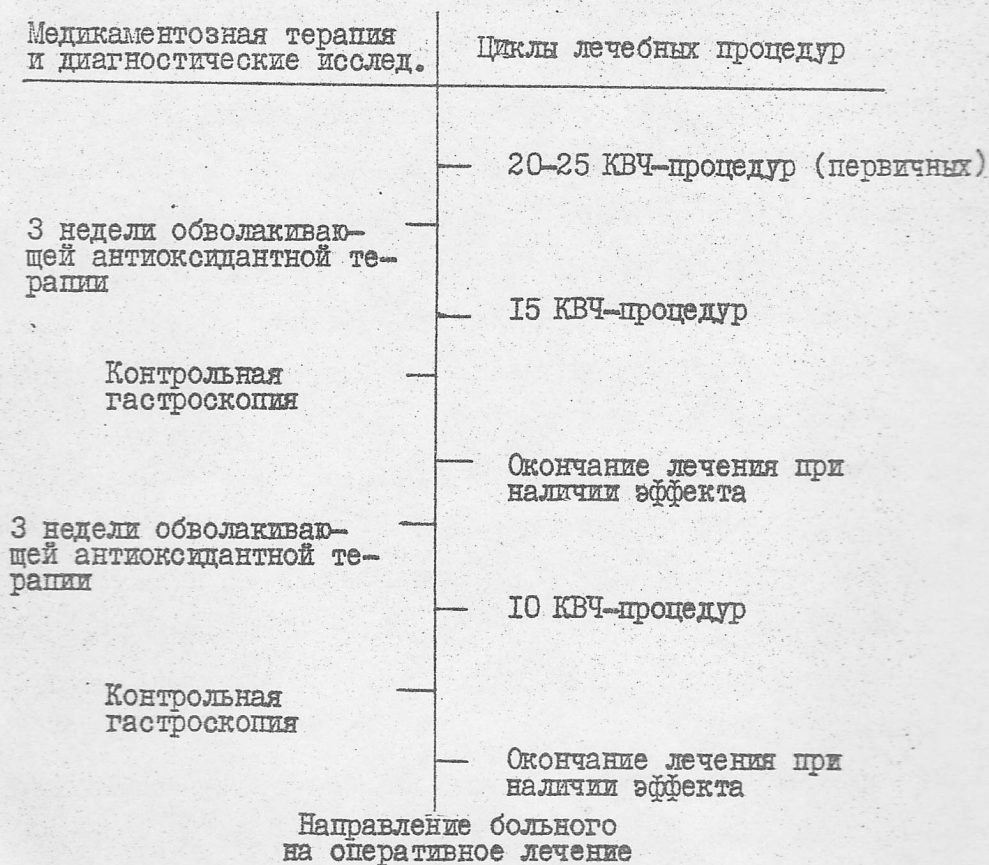 Медикаментозная терапия
и диагностические исслед.
Циклы лечебных процедур
20-25 КВЧ-процедур (первичных)
3 недели обволакиваю-
щей антиоксидантной те-
рапии
I5 КВЧ-процедур
Контрольная
гастроскопия
Окончание лечения при
наличии эффекта
3 недели обволакиваю-
щей антиоксидантной те-
рапии
I0 КВЧ-процедур
Контрольная
гастроскопия
Окончание лечения при
наличии эффекта
Направление больного
на оперативное лечение